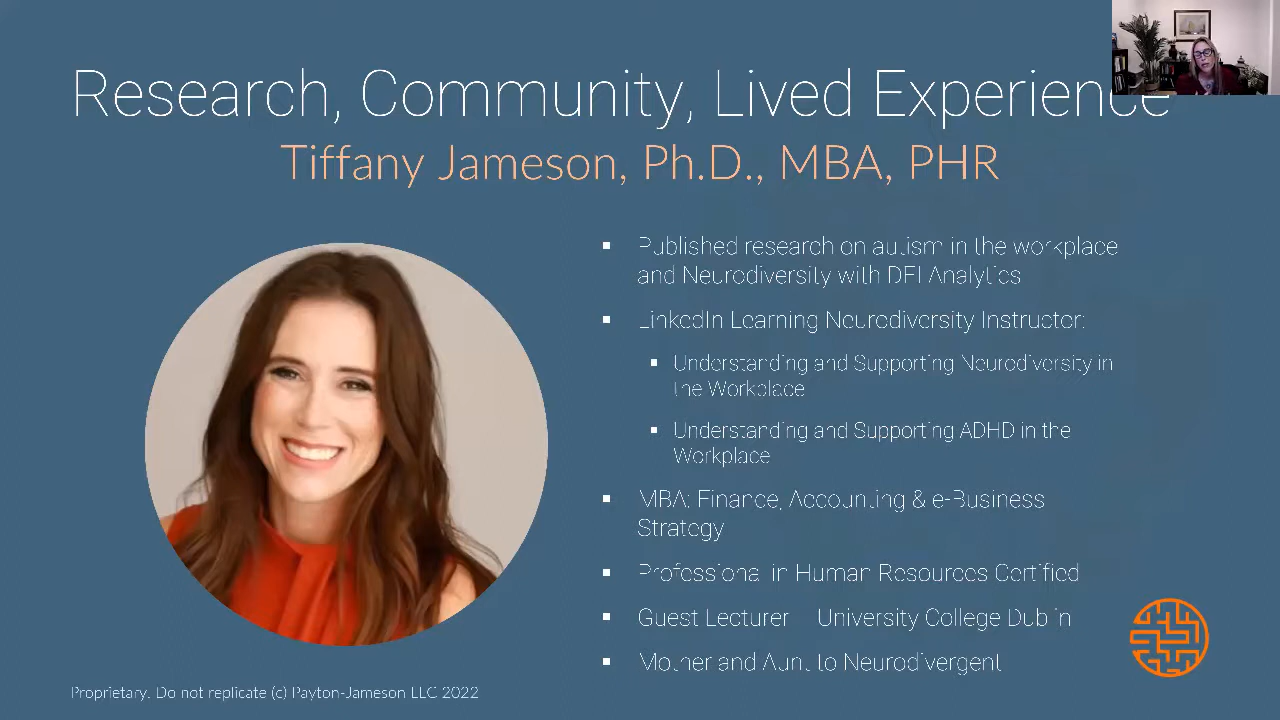 Research, Community, Lived Experience
Tiffany Jameson, Ph.D., MBA, PHR
Published research on autism in the workplace
and Neurodiversity with DFI Analytics
LinkedIn Learning Neurodiversity Instructor:
Understanding and Supporting Neurodiversity in
the Workplace
Understanding and Supporting ADHD in the
Workplace
MBA: Finance, Accounting & e-Business
Strategy
Professional in Human Resources Certified
Guest Lecturer – University College Dublin
Mother and Aunt to Neurodivergent
Proprietary. Do not replicate (c) Payton-Jameson LLC 2022